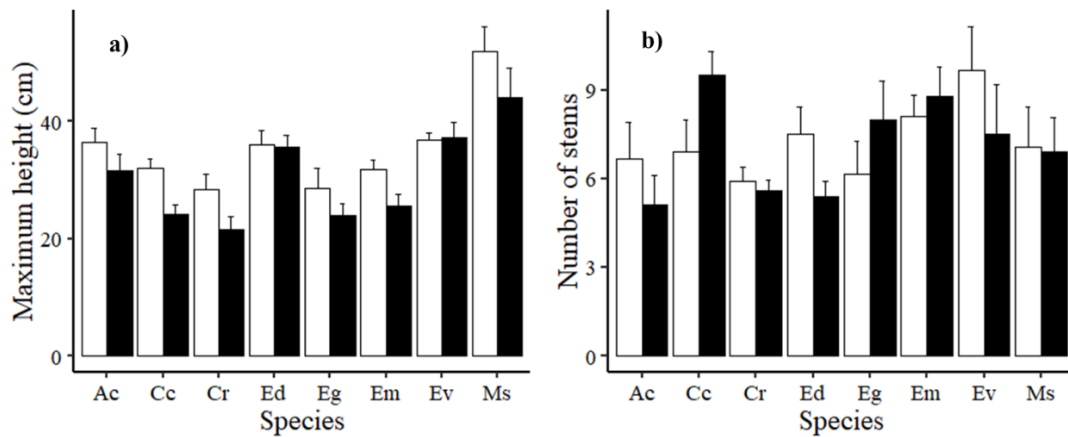 a)
Maximum height (cm)
40
20
0
Ac Cc Cr Ed Eg Em Ev Ms
Species
b)
Number of stems
9
6
3
0
Ac Cc Cr Ed Eg Em Ev Ms
Species